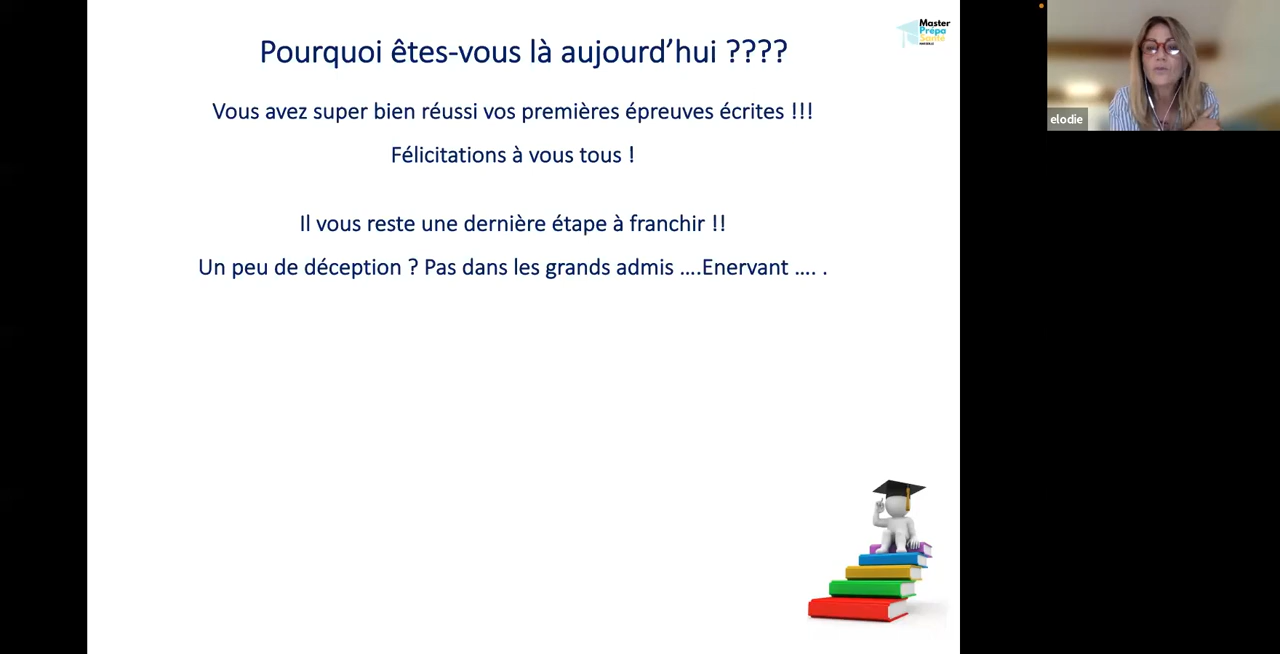 Pourquoi êtes-vous là aujourd’hui ????
Vous avez super bien réussi vos premières épreuves écrites !!!
Félicitations à vous tous !
Il vous reste une dernière étape à franchir !!
Un peu de déception ? Pas dans les grands admis ….Enervant …. .
Master
Prépa
Santé
elodie